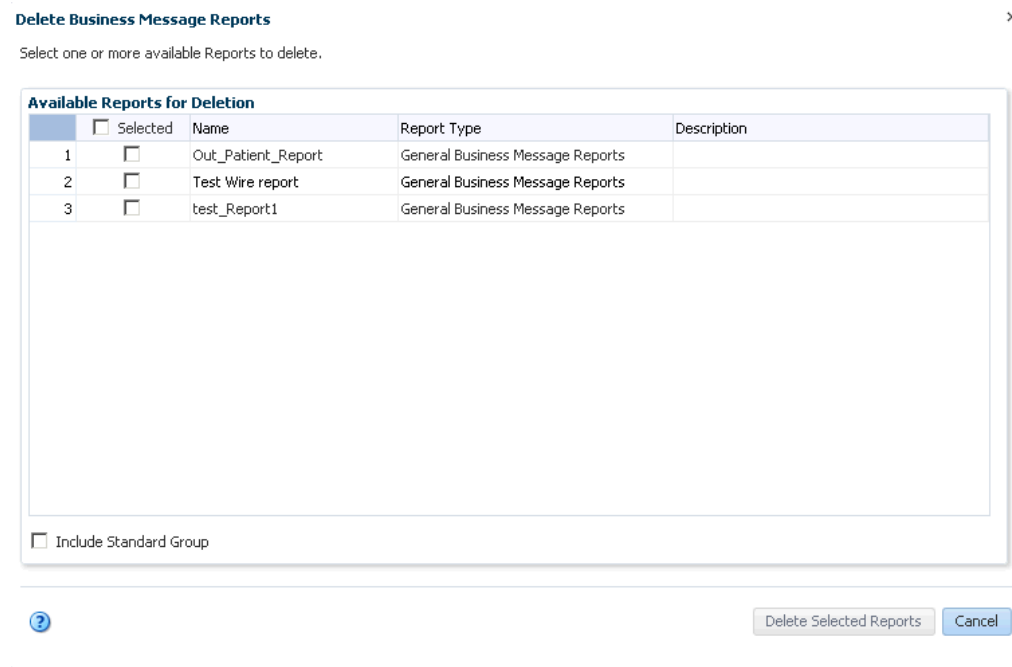 Delete Business Message Reports
Select one or more available Reports to delete.
Available Reports for Deletion
Selected Name Report Type Description
1 Out_Patient_Report General Business Message Reports
2 Test Wire report General Business Message Reports
3 test_Report1 General Business Message Reports
Include Standard Group
? Delete Selected Reports Cancel